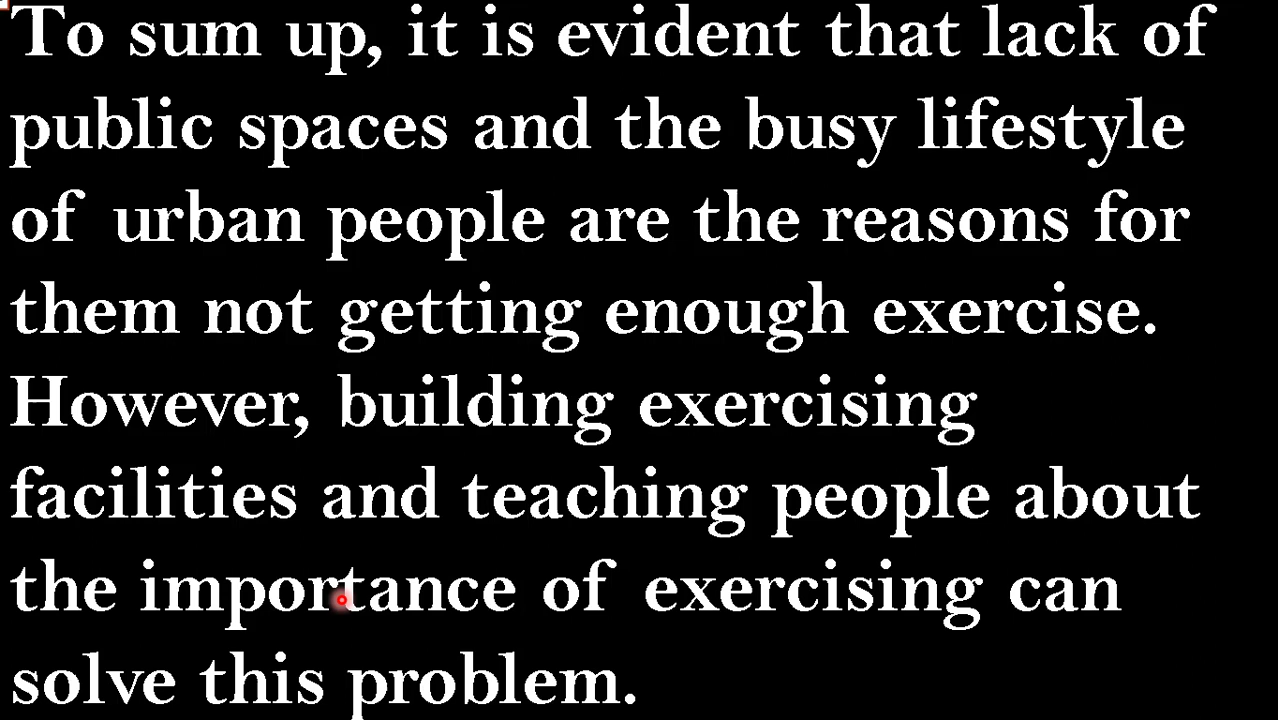 To sum up, it is evident that lack of
public spaces and the busy lifestyle
of urban people are the reasons for
them not getting enough exercise.
However, building exercising
facilities and teaching people about
the importance of exercising can
solve this problem.